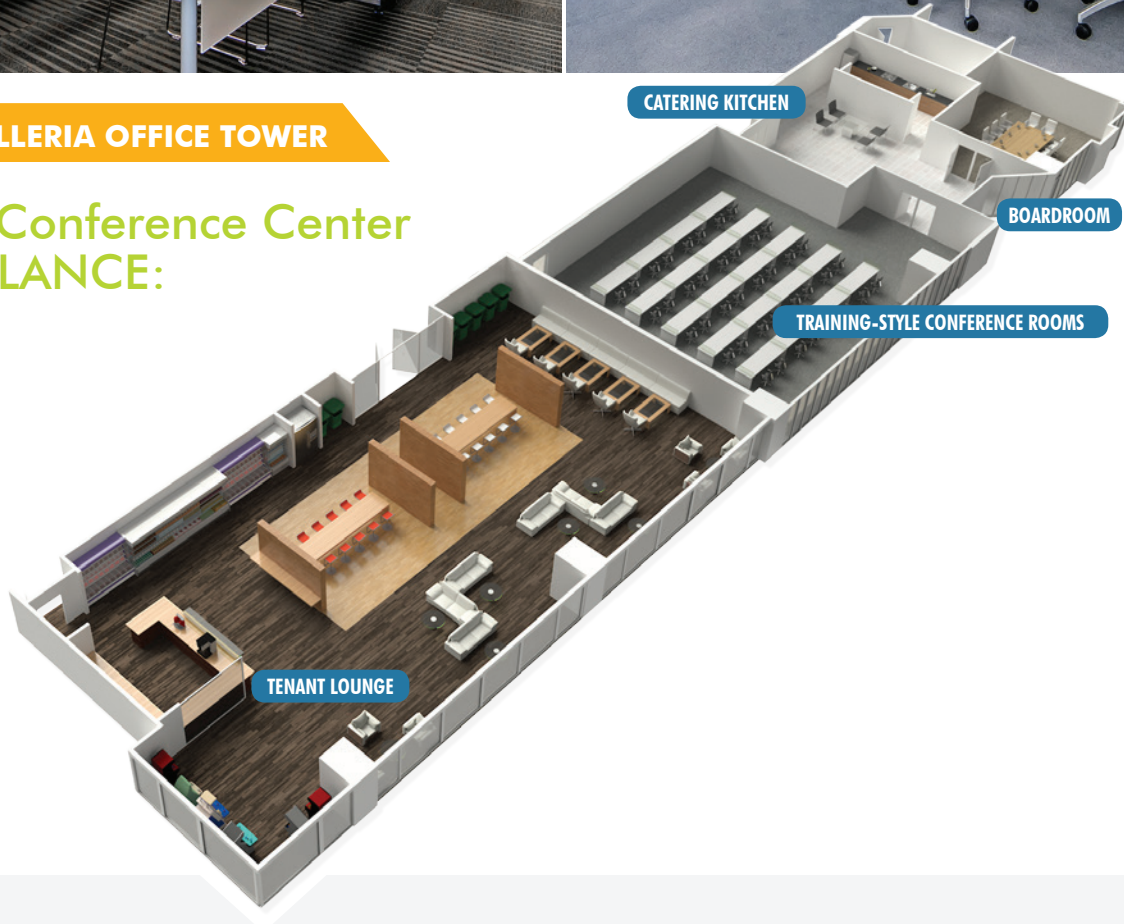 LLERIA OFFICE TOWER
Conference Center
LANCE:
CATERING KITCHEN
BOARDROOM
TRAINING-STYLE CONFERENCE ROOMS
TENANT LOUNGE